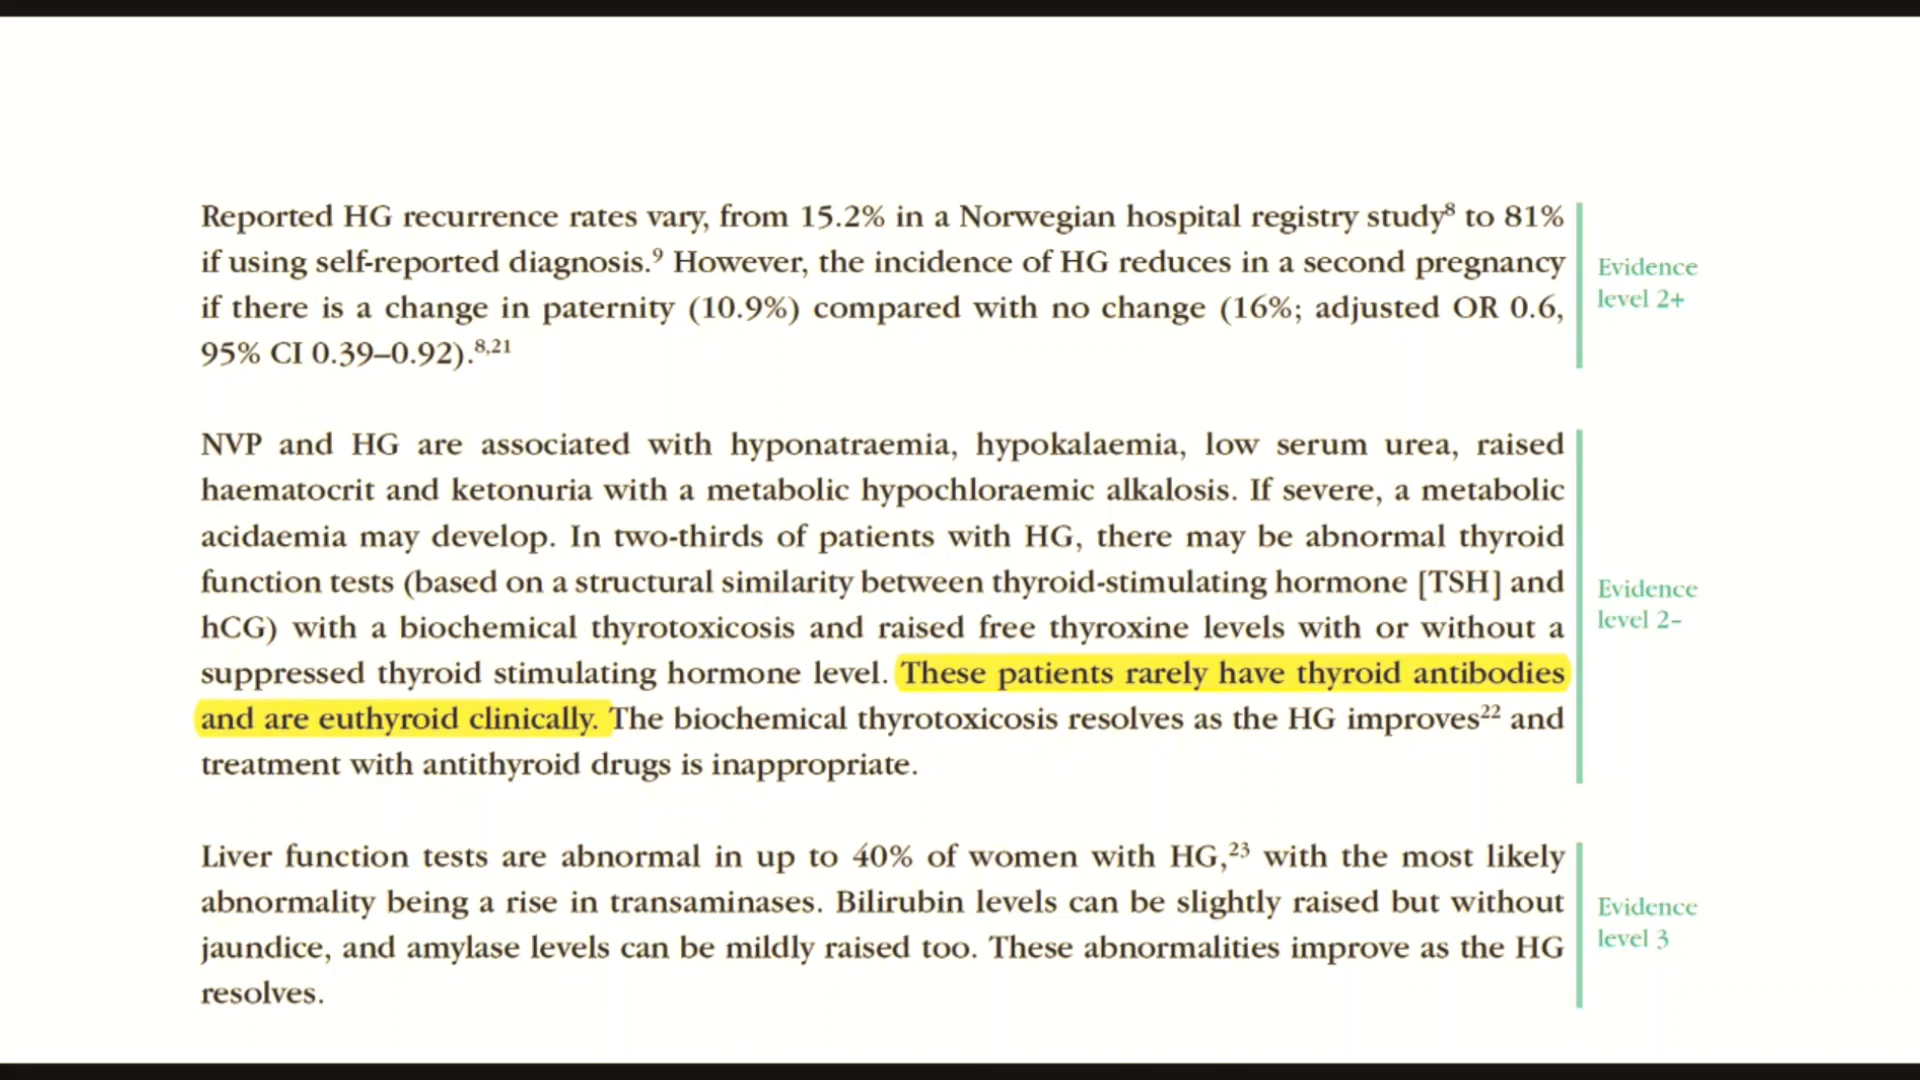 Reported HG recurrence rates vary, from 15.2% in a Norwegian hospital registry study⁸ to 81%
if using self-reported diagnosis.⁹ However, the incidence of HG reduces in a second pregnancy
if there is a change in paternity (10.9%) compared with no change (16%; adjusted OR 0.6,
95% CI 0.39–0.92).⁸,²¹
Evidence
level 2+
NVP and HG are associated with hyponatraemia, hypokalaemia, low serum urea, raised
haematocrit and ketonuria with a metabolic hypochloraemic alkalosis. If severe, a metabolic
acidaemia may develop. In two-thirds of patients with HG, there may be abnormal thyroid
function tests (based on a structural similarity between thyroid-stimulating hormone [TSH] and
hCG) with a biochemical thyrotoxicosis and raised free thyroxine levels with or without a
suppressed thyroid stimulating hormone level. These patients rarely have thyroid antibodies
and are euthyroid clinically. The biochemical thyrotoxicosis resolves as the HG improves²² and
treatment with antithyroid drugs is inappropriate.
Evidence
level 2–
Liver function tests are abnormal in up to 40% of women with HG,²³ with the most likely
abnormality being a rise in transaminases. Bilirubin levels can be slightly raised but without
jaundice, and amylase levels can be mildly raised too. These abnormalities improve as the HG
resolves.
Evidence
level 3